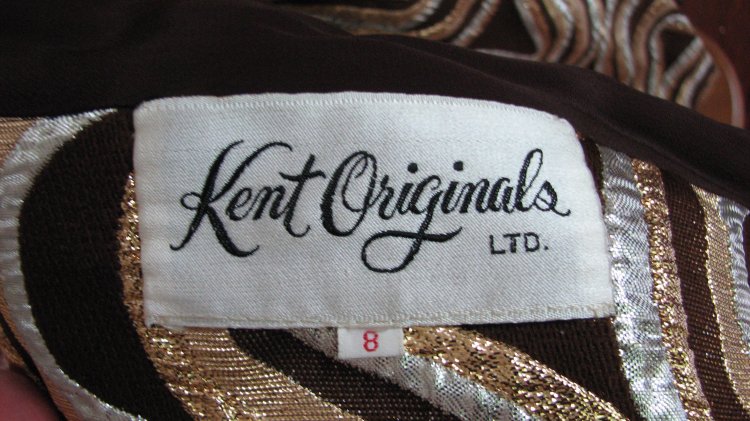 Kent Originals
LTD.
8